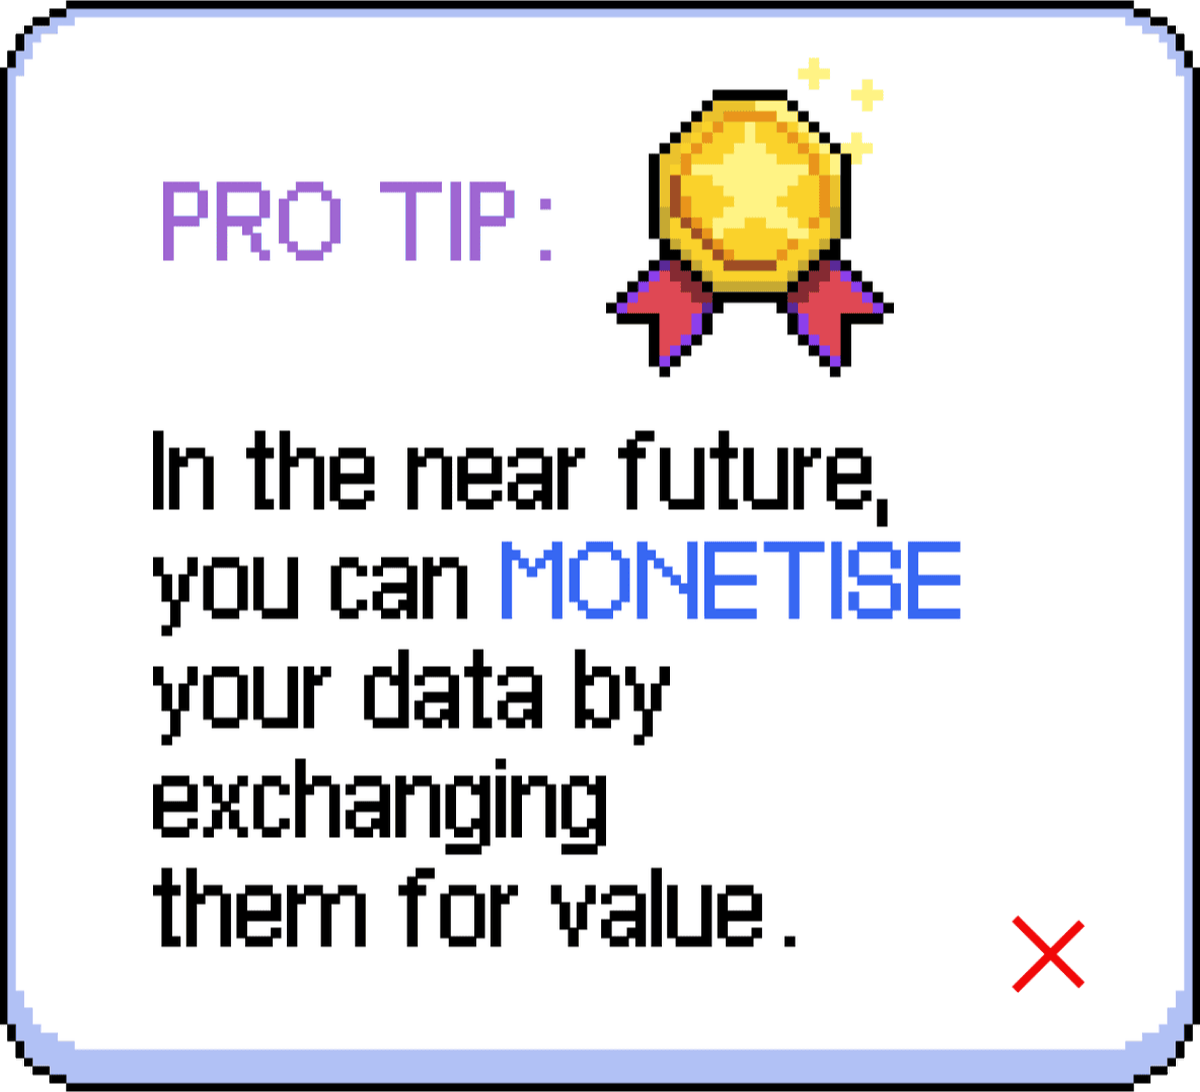 PRO TIP:
In the near future,
you can MONETISE
your data by
exchanging
them for value.